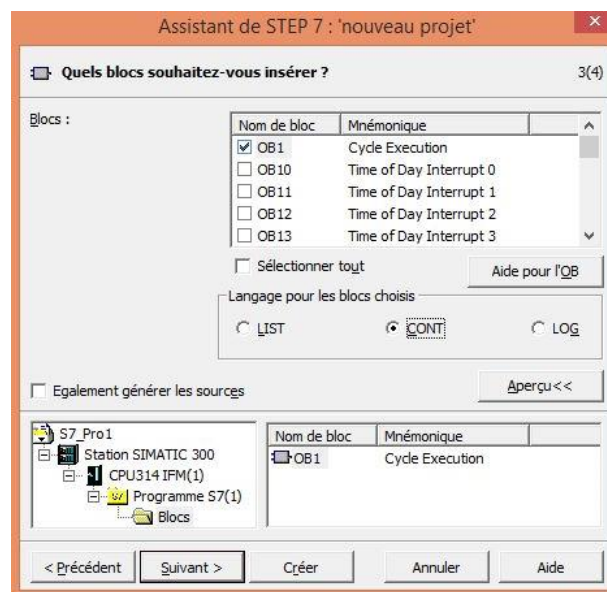 Assistant de STEP 7 : 'nouveau projet'
Quels blocs souhaitez-vous insérer ? 3(4)
Blocs :
Nom de bloc Mnémonique
OB1 Cycle Execution
OB10 Time of Day Interrupt 0
OB11 Time of Day Interrupt 1
OB12 Time of Day Interrupt 2
OB13 Time of Day Interrupt 3
Sélectionner tout
Aide pour l'OB
Langage pour les blocs choisis
LIST CONT LOG
Egalement générer les sources
Aperçu<<
S7_Pro1
Station SIMATIC 300
CPU314 IFM(1)
Programme S7(1)
Blocs
Nom de bloc Mnémonique
OB1 Cycle Execution
< Précédent Suivant > Créer Annuler Aide